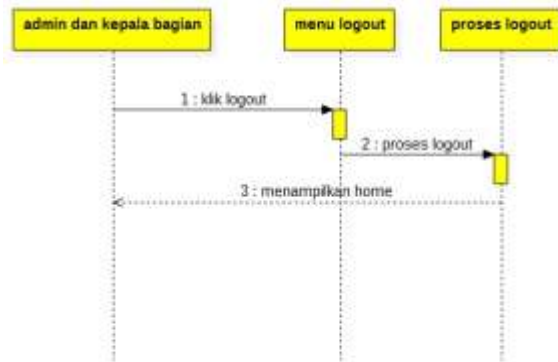 admin dan kepala bagian
menu logout
proses logout
1 : klik logout
2 : proses logout
3 : menampilkan home